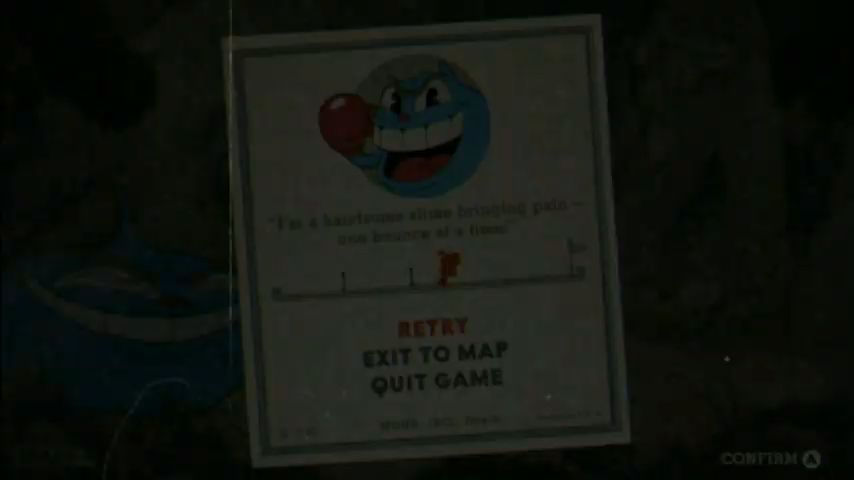 "I'm a handsome slime bringing pain –
one bounce at a time!"
RETRY
EXIT TO MAP
QUIT GAME
CONFIRM A